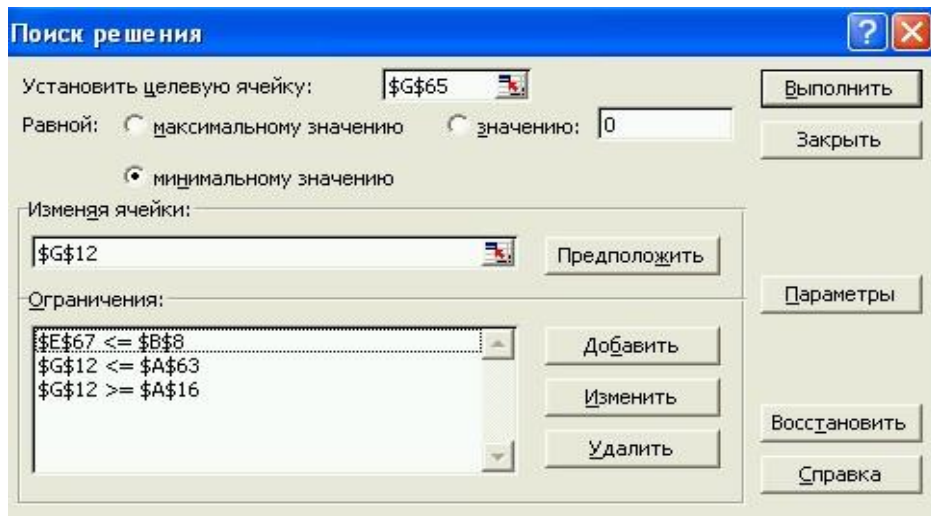 Поиск решения
Установить целевую ячейку: $G$65
Выполнить
Равной: максимальному значению значению: 0
Закрыть
минимальному значению
Изменяя ячейки:
$G$12
Предположить
Ограничения:
Параметры
$E$67 <= $B$8
$G$12 <= $A$63
$G$12 >= $A$16
Добавить
Изменить
Удалить
Восстановить
Справка